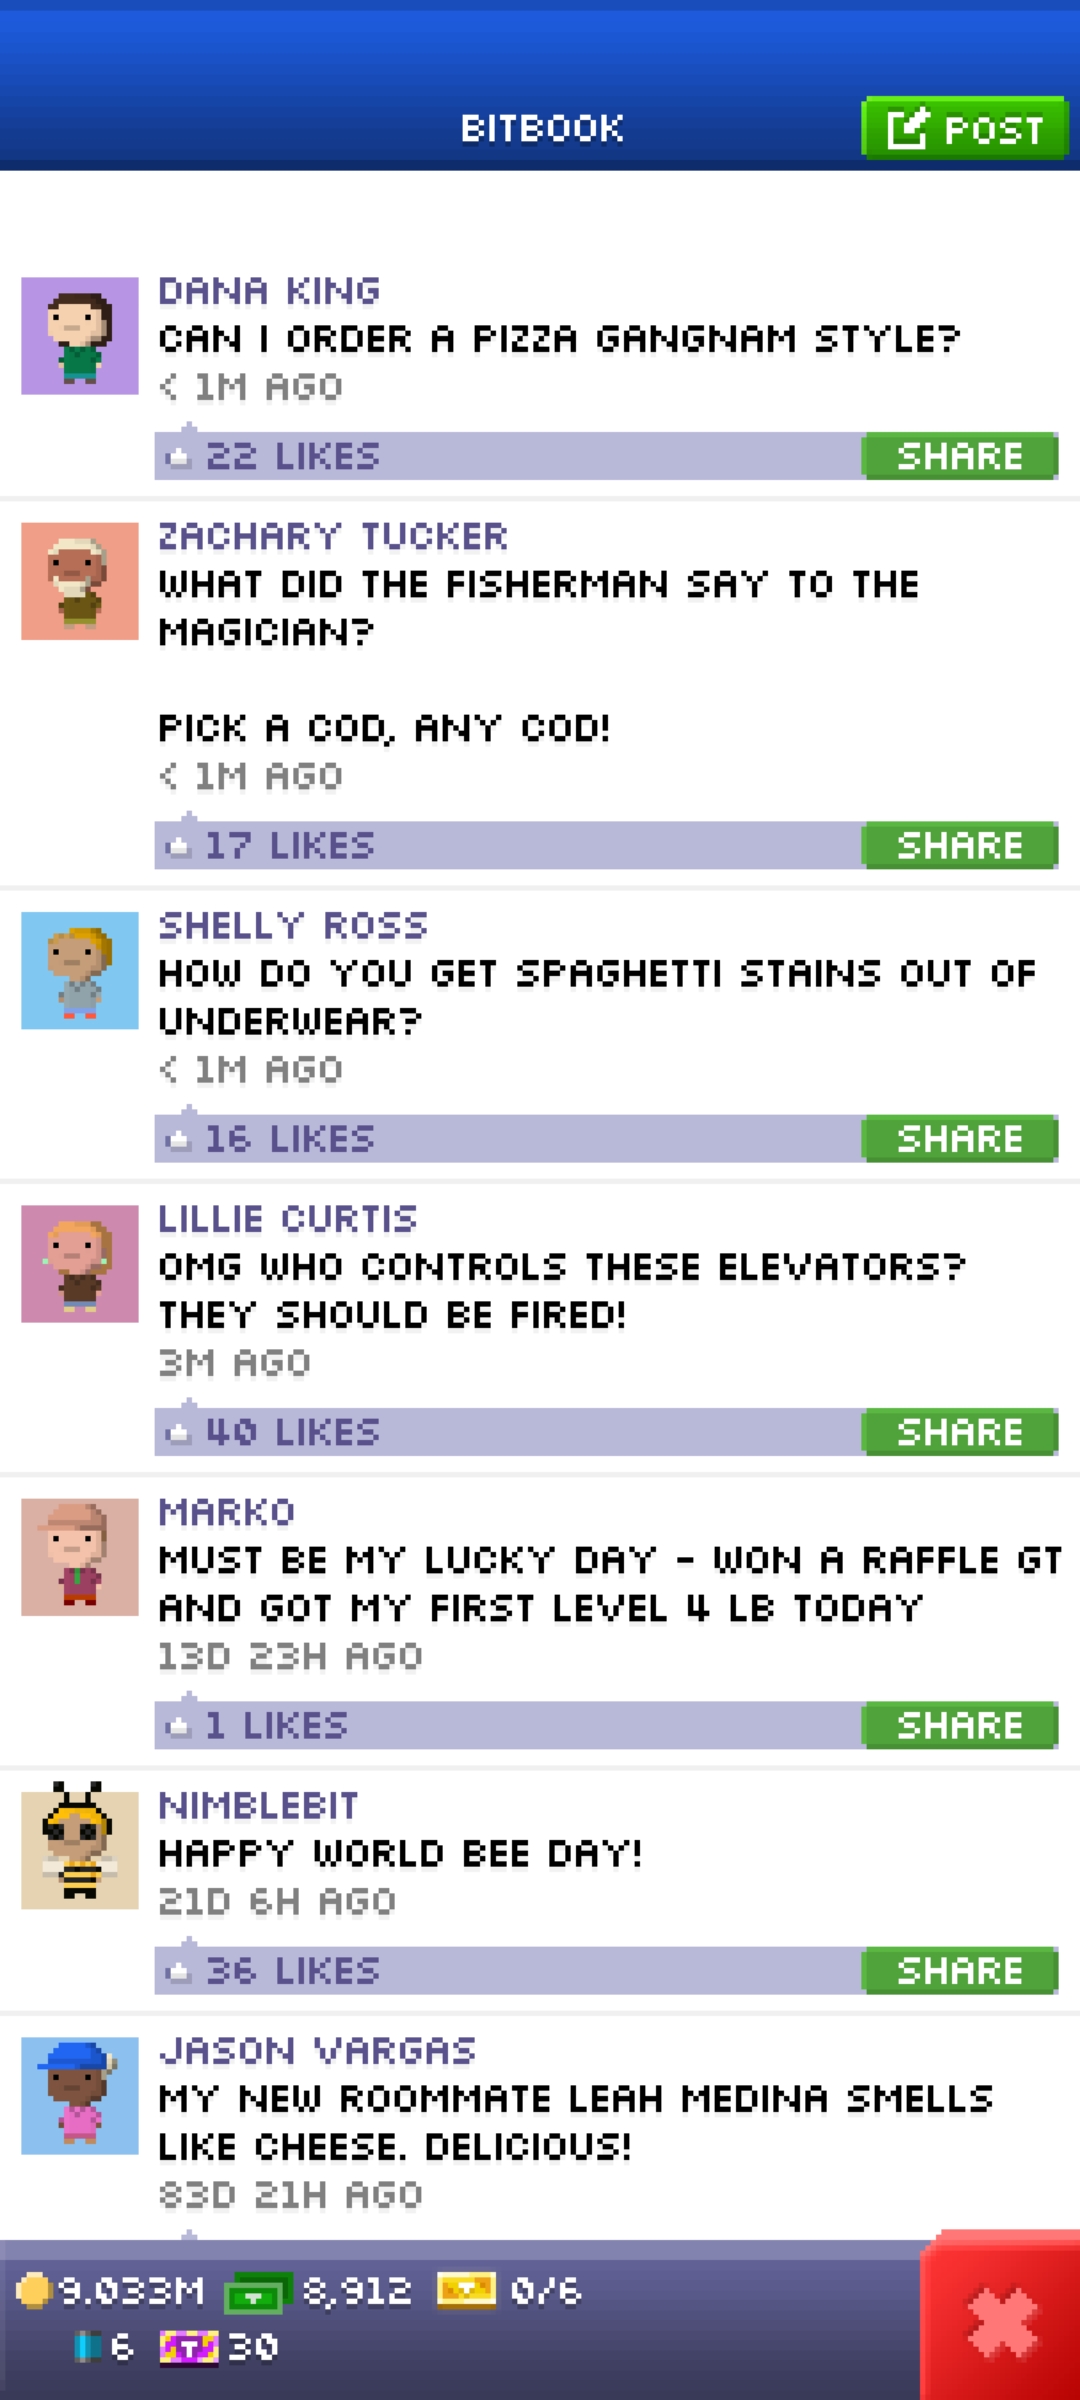 BITBOOK
POST
DANA KING
CAN I ORDER A PIZZA GANGNAM STYLE?
< 1M AGO
22 LIKES
SHARE
ZACHARY TUCKER
WHAT DID THE FISHERMAN SAY TO THE
MAGICIAN?
PICK A COD, ANY COD!
< 1M AGO
17 LIKES
SHARE
SHELLY ROSS
HOW DO YOU GET SPAGHETTI STAINS OUT OF
UNDERWEAR?
< 1M AGO
16 LIKES
SHARE
LILLIE CURTIS
OMG WHO CONTROLS THESE ELEVATORS?
THEY SHOULD BE FIRED!
3M AGO
40 LIKES
SHARE
MARKO
MUST BE MY LUCKY DAY - WON A RAFFLE GT
AND GOT MY FIRST LEVEL 4 LB TODAY
13D 23H AGO
1 LIKES
SHARE
NIMBLEBIT
HAPPY WORLD BEE DAY!
21D 6H AGO
36 LIKES
SHARE
JASON VARGAS
MY NEW ROOMMATE LEAH MEDINA SMELLS
LIKE CHEESE. DELICIOUS!
83D 21H AGO
9.033M 8,912 0/6
6 T 30